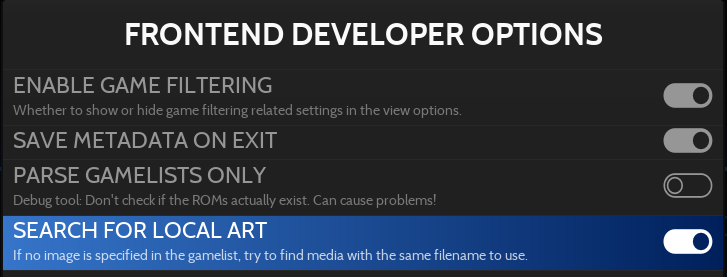 FRONTEND DEVELOPER OPTIONS
ENABLE GAME FILTERING
Whether to show or hide game filtering related settings in the view options.
SAVE METADATA ON EXIT
PARSE GAMELISTS ONLY
Debug tool: Don't check if the ROMs actually exist. Can cause problems!
SEARCH FOR LOCAL ART
If no image is specified in the gamelist, try to find media with the same filename to use.